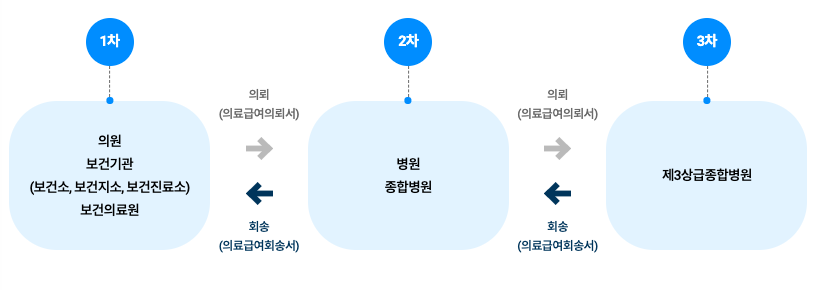 1차
2차
3차
의원
보건기관
(보건소, 보건지소, 보건진료소)
보건의료원
의뢰
(의료급여의뢰서)
회송
(의료급여회송서)
병원
종합병원
의뢰
(의료급여의뢰서)
회송
(의료급여회송서)
제3상급종합병원